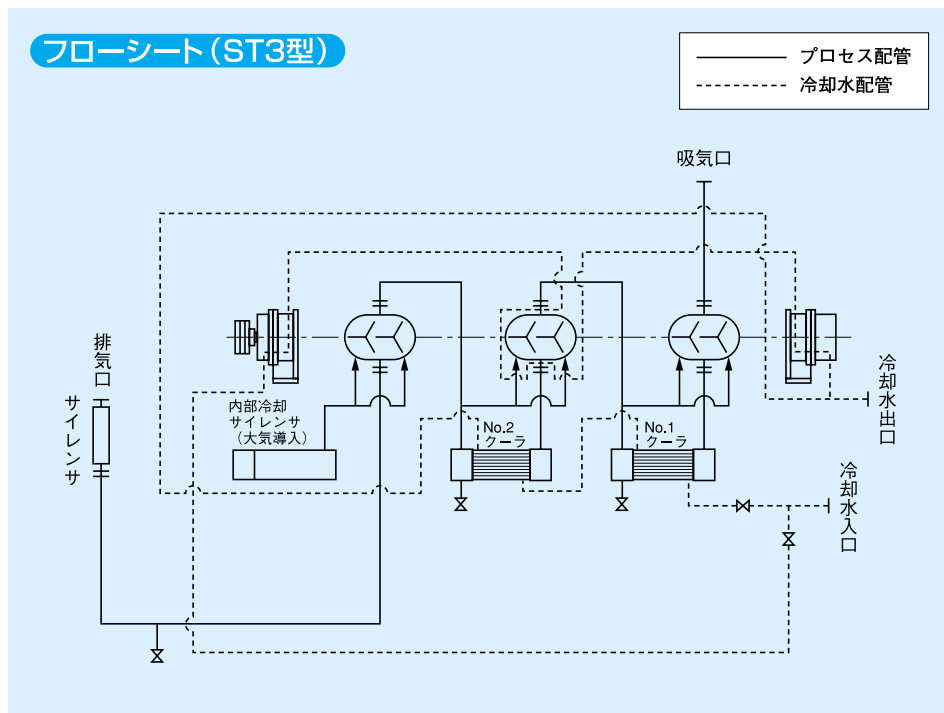 フローシート（ST3型）
プロセス配管
冷却水配管
吸気口
排気口
サイレンサ
内部冷却
サイレンサ
（大気導入）
No.2
クーラ
No.1
クーラ
冷却水出口
冷却水入口